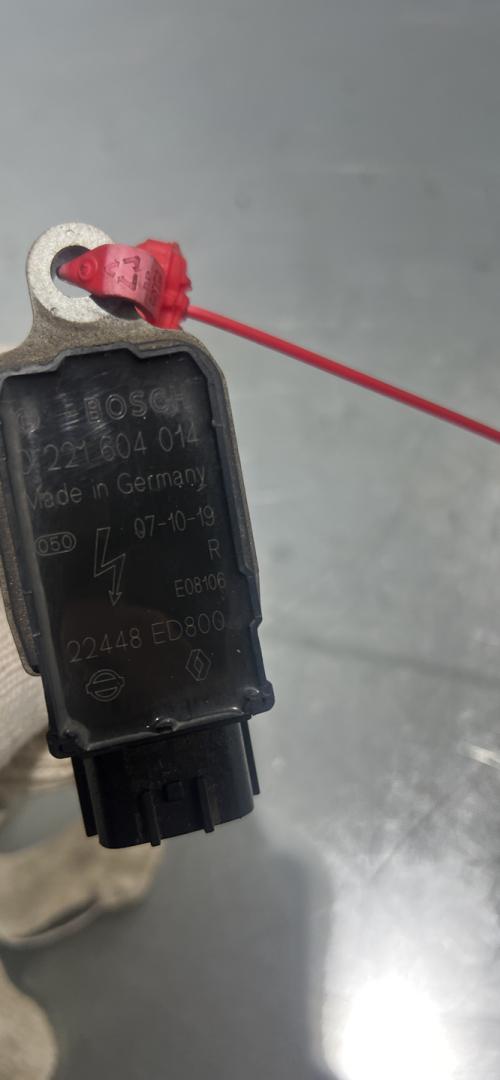 BOSCH
0 221 604 014
Made in Germany
050
07-10-19
R
E08106
22448 ED800